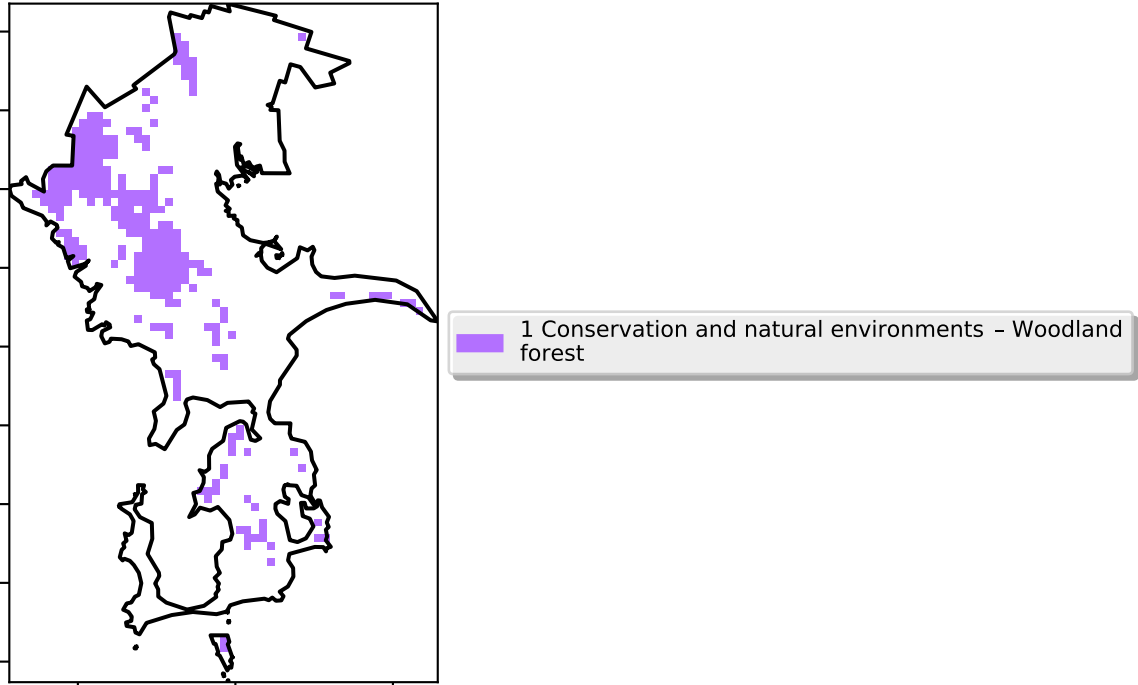 1 Conservation and natural environments – Woodland
forest